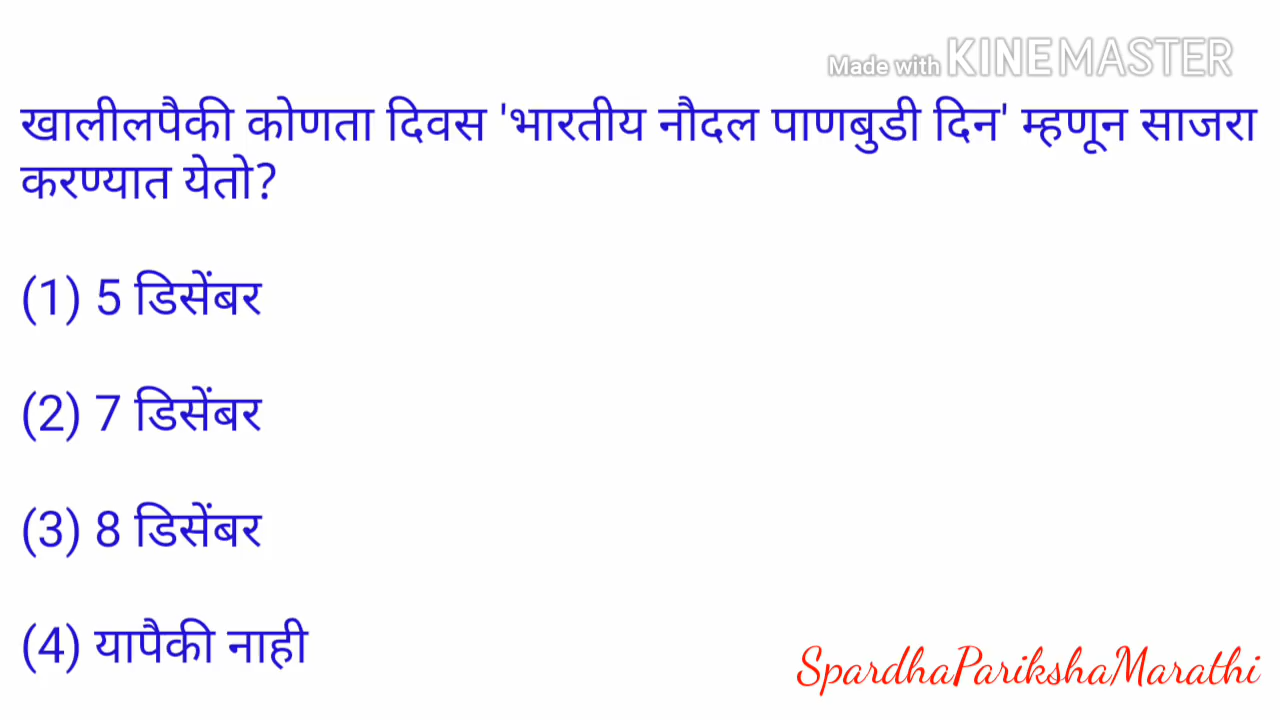 Made with KINEMASTER
खालीलपैकी कोणता दिवस 'भारतीय नौदल पाणबुडी दिन' म्हणून साजरा
करण्यात येतो?
(1) 5 डिसेंबर
(2) 7 डिसेंबर
(3) 8 डिसेंबर
(4) यापैकी नाही
SpardhaParikshaMarathi